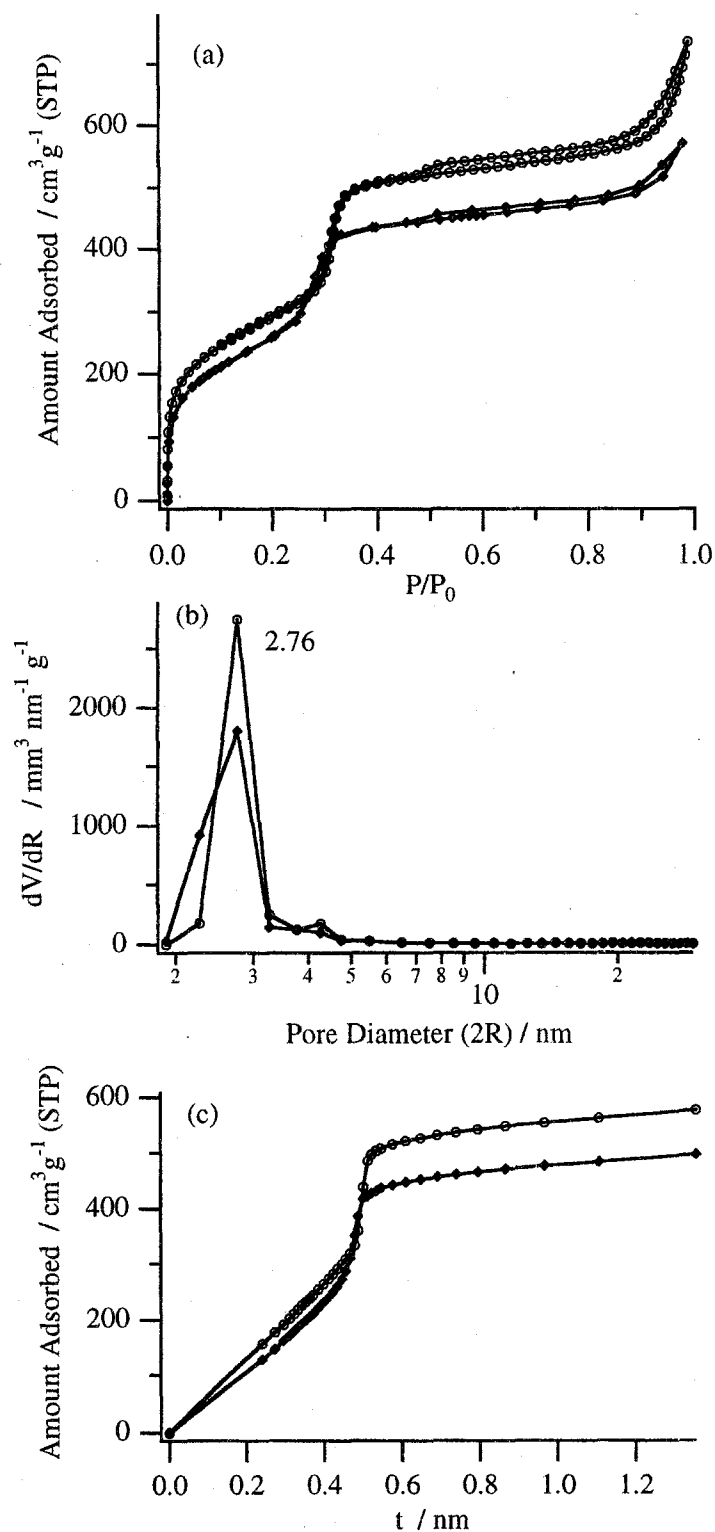 (a)
Amount Adsorbed / cm³g⁻¹ (STP)
600
400
200
0
0.0 0.2 0.4 0.6 0.8 1.0
P/P₀
(b)
2.76
dV/dR / mm³ nm⁻¹ g⁻¹
2000
1000
0
2 3 4 5 6 7 8 9 10 2
Pore Diameter (2R) / nm
(c)
Amount Adsorbed / cm³g⁻¹ (STP)
600
400
200
0
0.0 0.2 0.4 0.6 0.8 1.0 1.2
t / nm